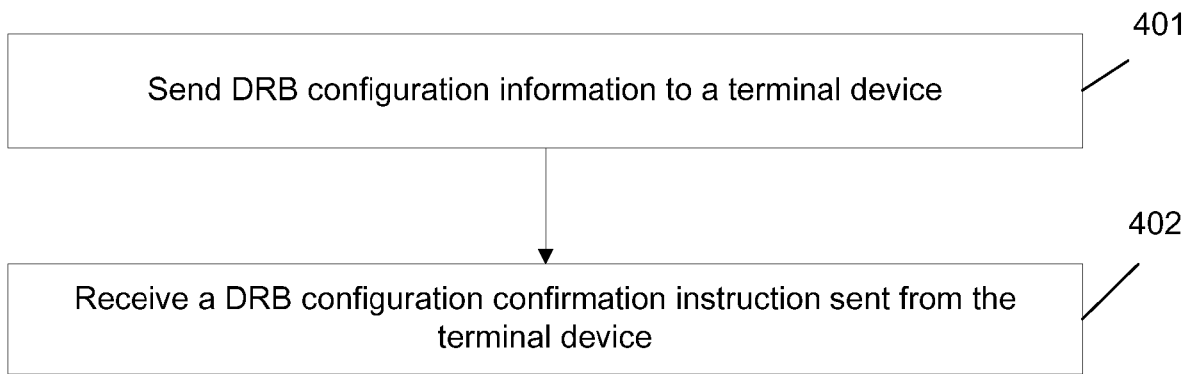 401
Send DRB configuration information to a terminal device
402
Receive a DRB configuration confirmation instruction sent from the
terminal device